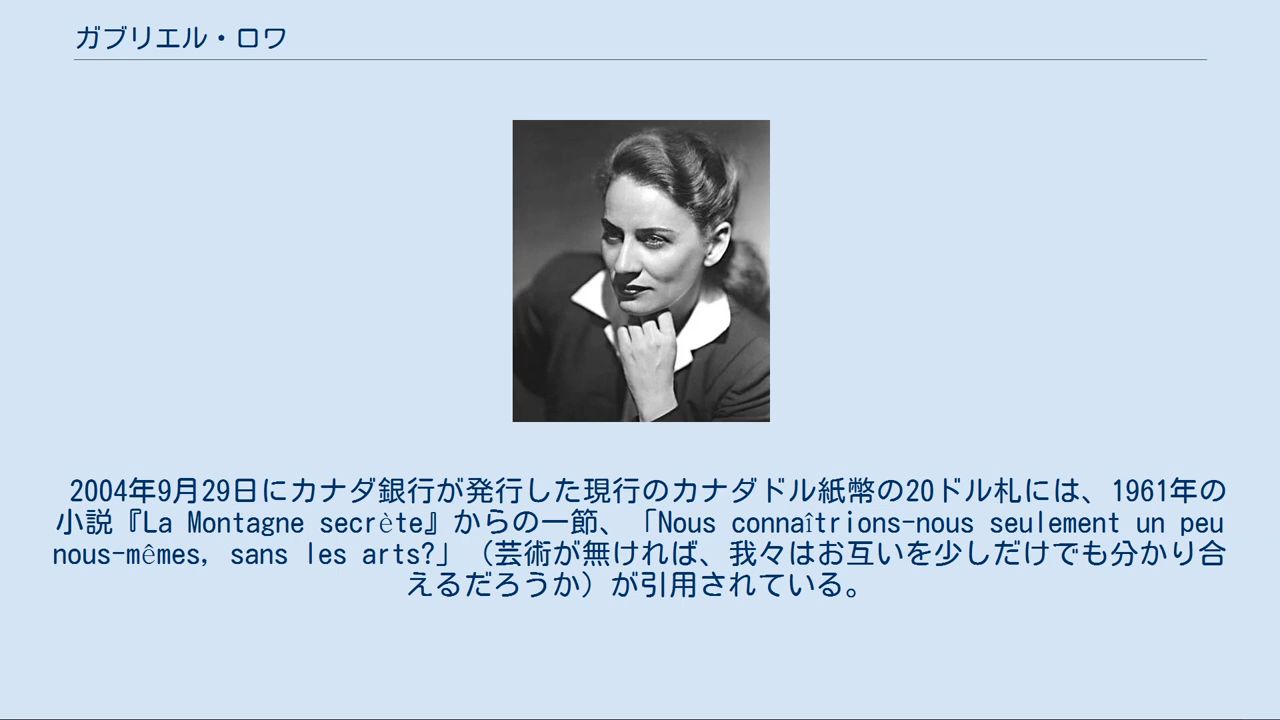 ガブリエル・ロワ
2004年9月29日にカナダ銀行が発行した現行のカナダドル紙幣の20ドル札には、1961年の
小説『La Montagne secrète』からの一節、「Nous connaîtrions-nous seulement un peu
nous-mêmes, sans les arts?」（芸術が無ければ、我々はお互いを少しだけでも分かり合
えるだろうか）が引用されている。